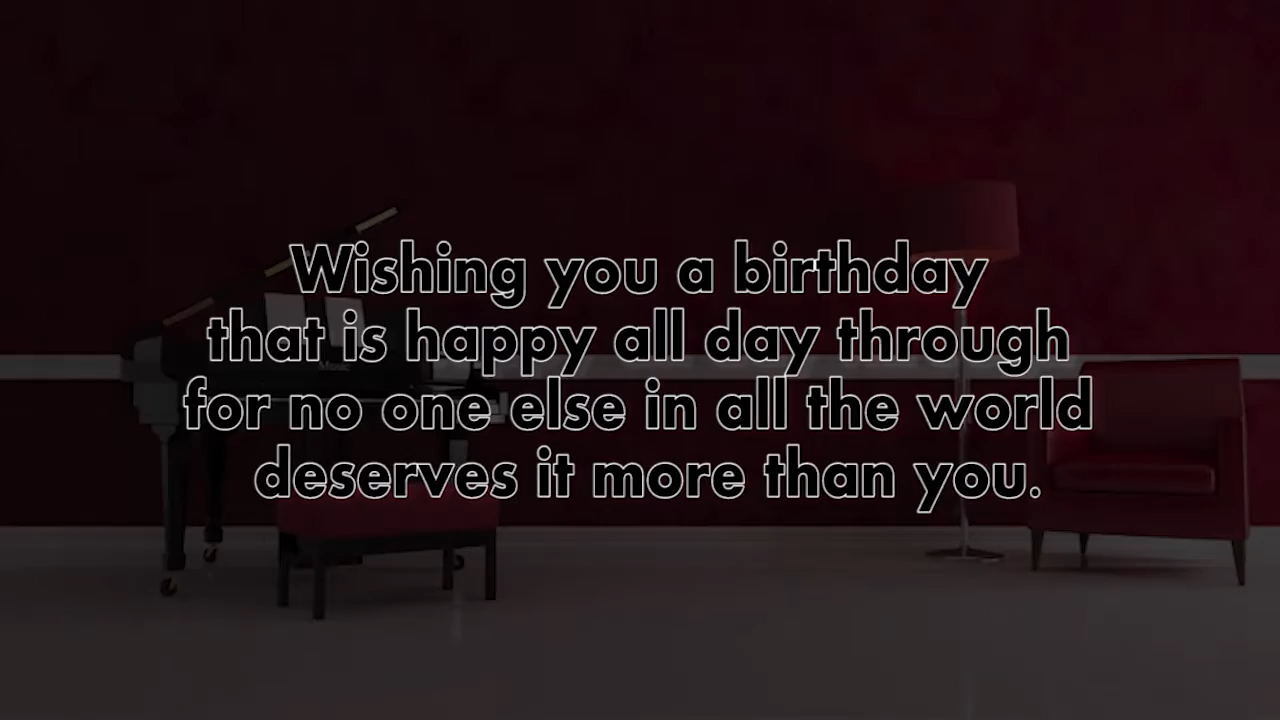 Wishing you a birthday
that is happy all day through
for no one else in all the world
deserves it more than you.